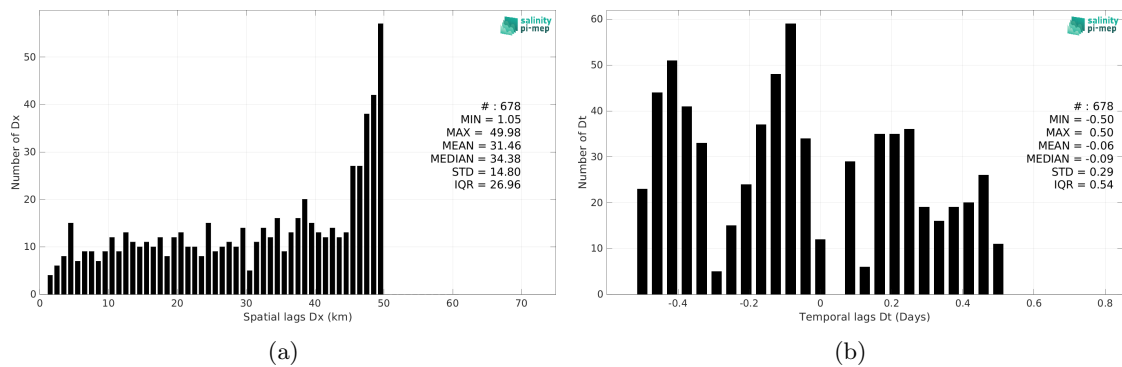 salinity
pi-mep
50
40
30
20
10
0
Number of Dx
# : 678
MIN = 1.05
MAX = 49.98
MEAN = 31.46
MEDIAN = 34.38
STD = 14.80
IQR = 26.96
0 10 20 30 40 50 60 70
Spatial lags Dx (km)
(a)
salinity
pi-mep
60
50
40
30
20
10
0
Number of Dt
# : 678
MIN = -0.50
MAX = 0.50
MEAN = -0.06
MEDIAN = -0.09
STD = 0.29
IQR = 0.54
-0.4 -0.2 0 0.2 0.4 0.6 0.8
Temporal lags Dt (Days)
(b)